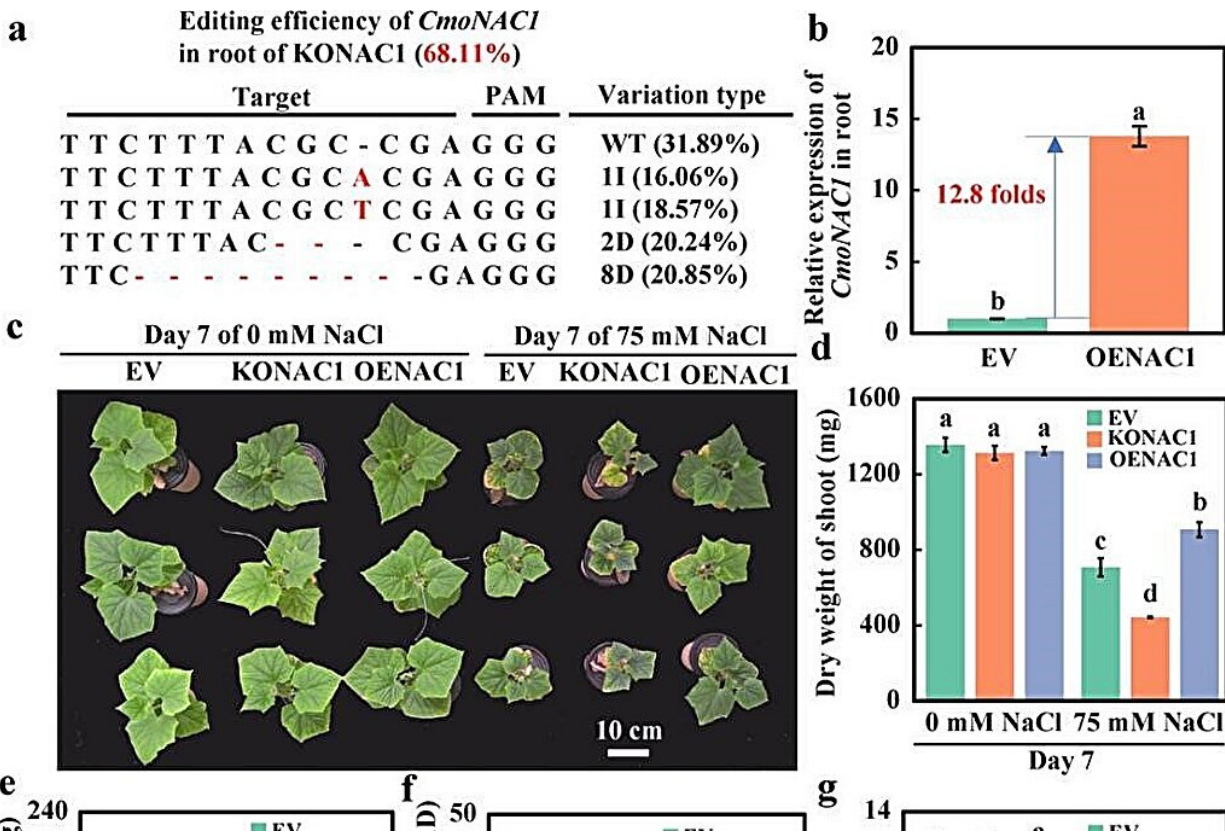 a
Editing efficiency of CmoNAC1
in root of KONAC1 (68.11%)
Target PAM Variation type
T T C T T T A C G C - C G A G G G WT (31.89%)
T T C T T T A C G C A C G A G G G 1I (16.06%)
T T C T T T A C G C T C G A G G G 1I (18.57%)
T T C T T T A C - - - C G A G G G 2D (20.24%)
T T C - - - - - - - - - G A G G G 8D (20.85%)
b
Relative expression of
CmoNAC1 in root
20
15
10
5
0
12.8 folds
b
a
EV OENAC1
c
Day 7 of 0 mM NaCl Day 7 of 75 mM NaCl
EV KONAC1 OENAC1 EV KONAC1 OENAC1
10 cm
d
Dry weight of shoot (mg)
1600
1200
800
400
0
a a a
c d b
EV
KONAC1
OENAC1
0 mM NaCl 75 mM NaCl
Day 7
e
240
EV
f
50
g
14
EV